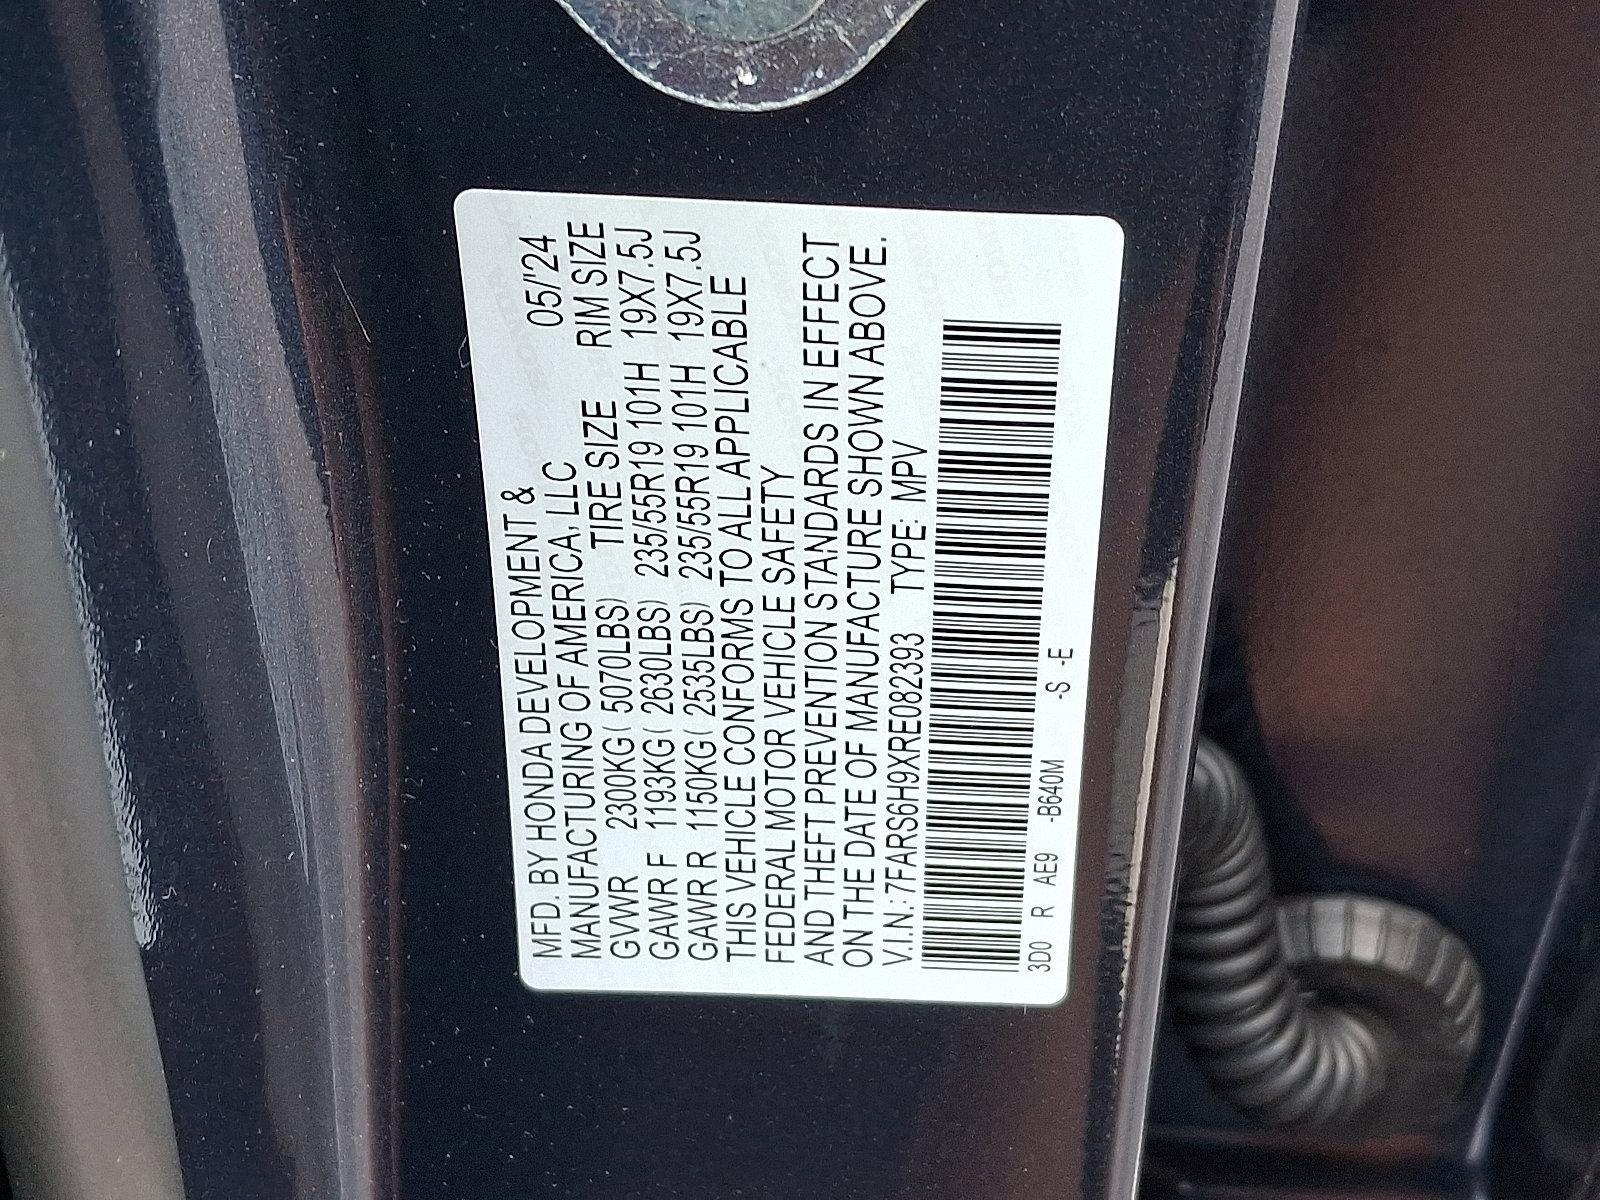 MFD. BY HONDA DEVELOPMENT &
MANUFACTURING OF AMERICA, LLC 05/'24
GVWR 2300KG( 5070LBS) TIRE SIZE RIM SIZE
GAWR F 1193KG( 2630LBS) 235/55R19 101H 19X7.5J
GAWR R 1150KG( 2535LBS) 235/55R19 101H 19X7.5J
THIS VEHICLE CONFORMS TO ALL APPLICABLE
FEDERAL MOTOR VEHICLE SAFETY
AND THEFT PREVENTION STANDARDS IN EFFECT
ON THE DATE OF MANUFACTURE SHOWN ABOVE.
V.I.N.:7FARS6H9XRE082393 TYPE: MPV
3D0 R AE9 -B640M -S -E